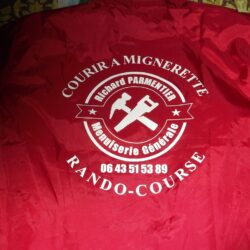 COURIR A MIGNERETTE
Richard PARMENTIER
Menuiserie Générale
06 43 51 53 89
RANDO-COURSE